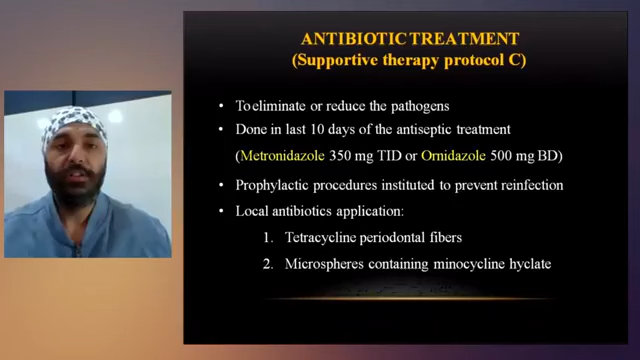 ANTIBIOTIC TREATMENT
(Supportive therapy protocol C)
• To eliminate or reduce the pathogens
• Done in last 10 days of the antiseptic treatment
(Metronidazole 350 mg TID or Ornidazole 500 mg BD)
• Prophylactic procedures instituted to prevent reinfection
• Local antibiotics application:
1. Tetracycline periodontal fibers
2. Microspheres containing minocycline hyclate